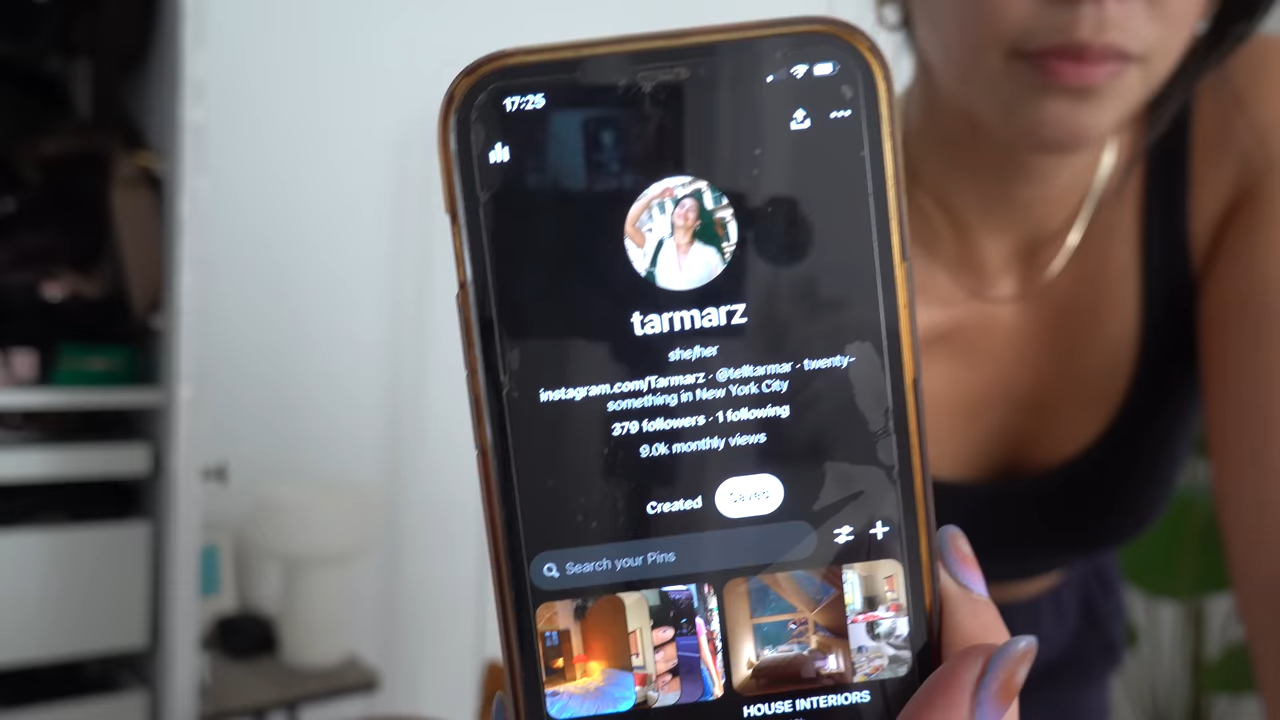 17:25
tarmarz
she/her
instagram.com/Tarmarz · @telltarmar · twenty-
something in New York City
379 followers · 1 following
9.0k monthly views
Created Saved
Search your Pins
HOUSE INTERIORS